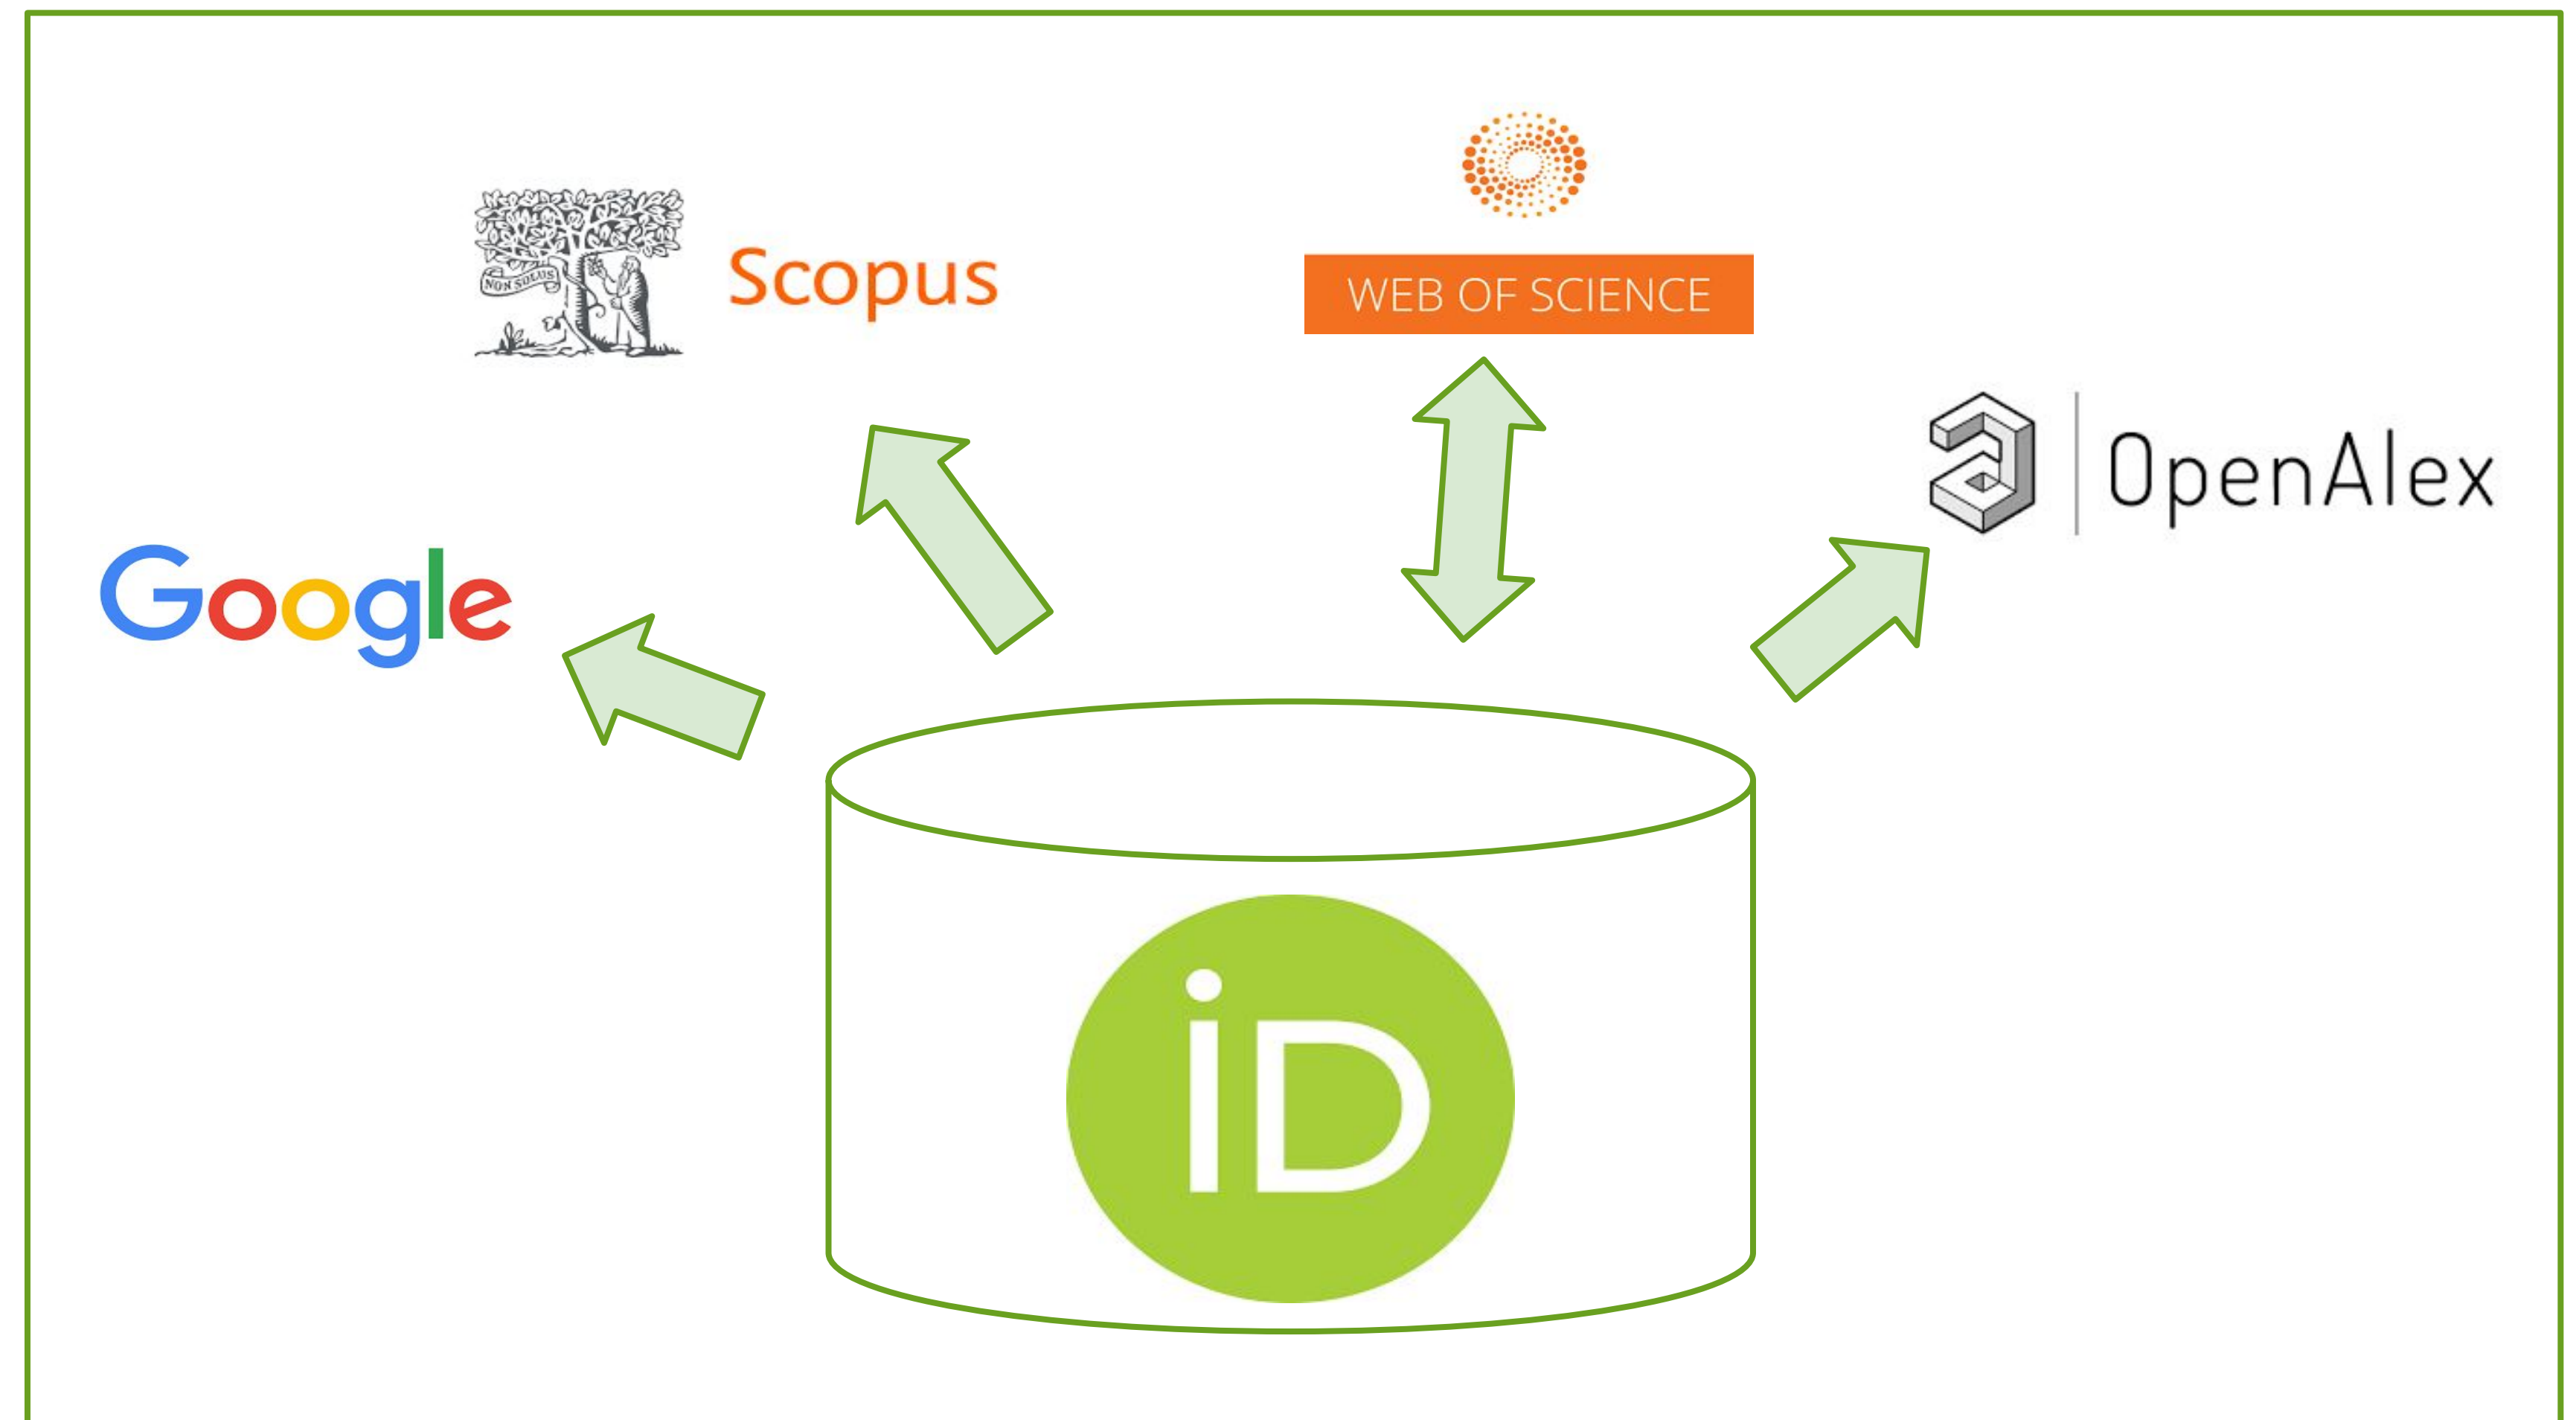 WEB OF SCIENCE
NON SOLUS
Scopus
OpenAlex
Google
iD